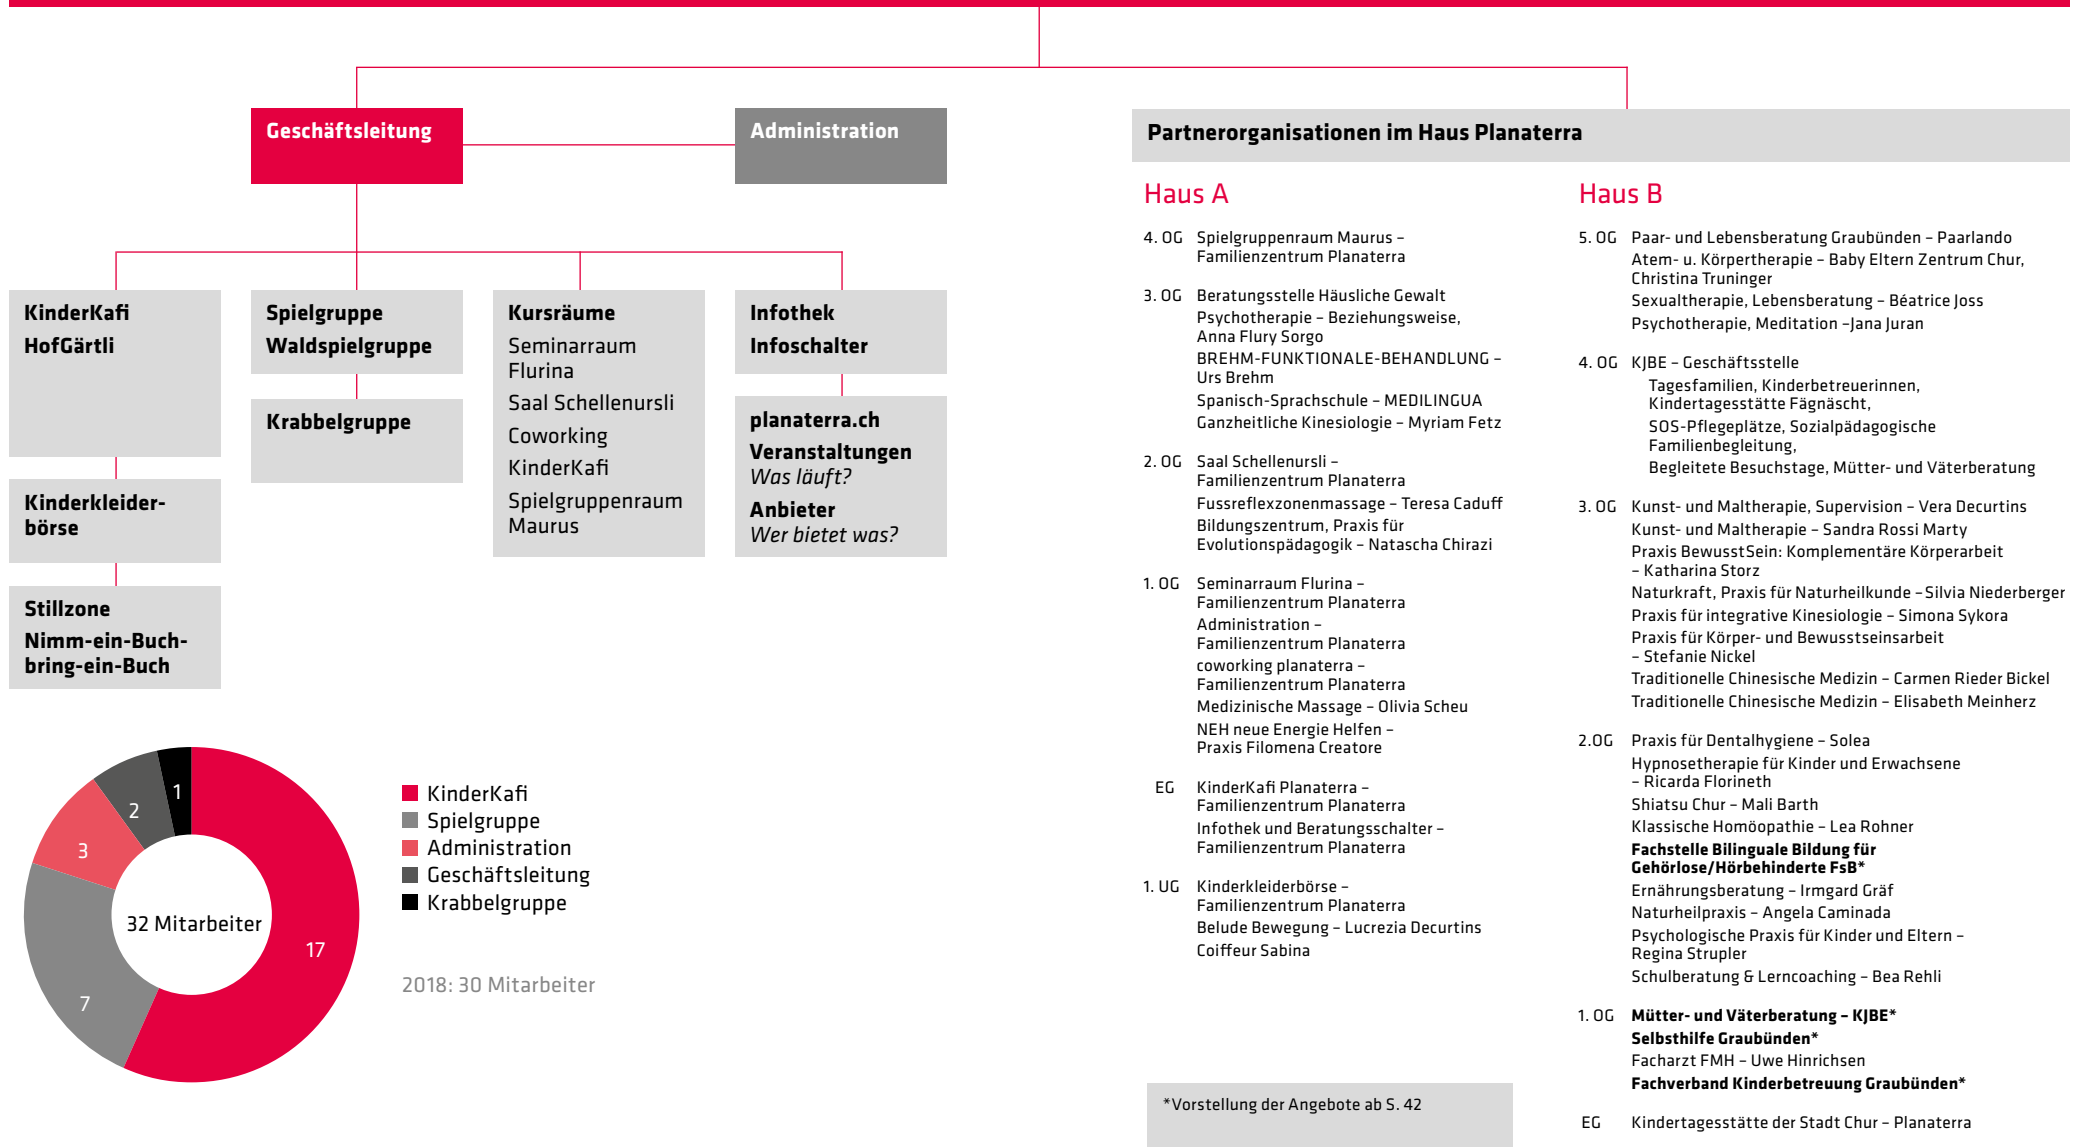 Geschäftsleitung
Administration
KinderKafi
HofGärtli
Kinderkleider-
börse
Stillzone
Nimm-ein-Buch-
bring-ein-Buch
Spielgruppe
Waldspielgruppe
Krabbelgruppe
Kursräume
Seminarraum
Flurina
Saal Schellenursli
Coworking
KinderKafi
Spielgruppenraum
Maurus
Infothek
Infoschalter
planaterra.ch
Veranstaltungen
Was läuft?
Anbieter
Wer bietet was?
1
2
3
7
17
32 Mitarbeiter
KinderKafi
Spielgruppe
Administration
Geschäftsleitung
Krabbelgruppe
2018: 30 Mitarbeiter
Partnerorganisationen im Haus Planaterra
Haus A
4. OG Spielgruppenraum Maurus –
Familienzentrum Planaterra
3. OG Beratungsstelle Häusliche Gewalt
Psychotherapie – Beziehungsweise,
Anna Flury Sorgo
BREHM-FUNKTIONALE-BEHANDLUNG –
Urs Brehm
Spanisch-Sprachschule – MEDILINGUA
Ganzheitliche Kinesiologie – Myriam Fetz
2. OG Saal Schellenursli –
Familienzentrum Planaterra
Fussreflexzonenmassage – Teresa Caduff
Bildungszentrum, Praxis für
Evolutionspädagogik – Natascha Chirazi
1. OG Seminarraum Flurina –
Familienzentrum Planaterra
Administration –
Familienzentrum Planaterra
coworking planaterra –
Familienzentrum Planaterra
Medizinische Massage – Olivia Scheu
NEH neue Energie Helfen –
Praxis Filomena Creatore
EG KinderKafi Planaterra –
Familienzentrum Planaterra
Infothek und Beratungsschalter –
Familienzentrum Planaterra
1. UG Kinderkleiderbörse –
Familienzentrum Planaterra
Belude Bewegung – Lucrezia Decurtins
Coiffeur Sabina
*Vorstellung der Angebote ab S. 42
Haus B
5. OG Paar- und Lebensberatung Graubünden – Paarlando
Atem- u. Körpertherapie – Baby Eltern Zentrum Chur,
Christina Truninger
Sexualtherapie, Lebensberatung – Béatrice Joss
Psychotherapie, Meditation –Jana Juran
4. OG KJBE – Geschäftsstelle
Tagesfamilien, Kinderbetreuerinnen,
Kindertagesstätte Fägnäscht,
SOS-Pflegeplätze, Sozialpädagogische
Familienbegleitung,
Begleitete Besuchstage, Mütter- und Väterberatung
3. OG Kunst- und Maltherapie, Supervision – Vera Decurtins
Kunst- und Maltherapie – Sandra Rossi Marty
Praxis BewusstSein: Komplementäre Körperarbeit
– Katharina Storz
Naturkraft, Praxis für Naturheilkunde – Silvia Niederberger
Praxis für integrative Kinesiologie – Simona Sykora
Praxis für Körper- und Bewusstseinsarbeit
– Stefanie Nickel
Traditionelle Chinesische Medizin – Carmen Rieder Bickel
Traditionelle Chinesische Medizin – Elisabeth Meinherz
2.OG Praxis für Dentalhygiene – Solea
Hypnosetherapie für Kinder und Erwachsene
– Ricarda Florineth
Shiatsu Chur – Mali Barth
Klassische Homöopathie – Lea Rohner
Fachstelle Bilinguale Bildung für
Gehörlose/Hörbehinderte FsB*
Ernährungsberatung – Irmgard Gräf
Naturheilpraxis – Angela Caminada
Psychologische Praxis für Kinder und Eltern –
Regina Strupler
Schulberatung & Lerncoaching – Bea Rehli
1. OG Mütter- und Väterberatung – KJBE*
Selbsthilfe Graubünden*
Facharzt FMH – Uwe Hinrichsen
Fachverband Kinderbetreuung Graubünden*
EG Kindertagesstätte der Stadt Chur – Planaterra